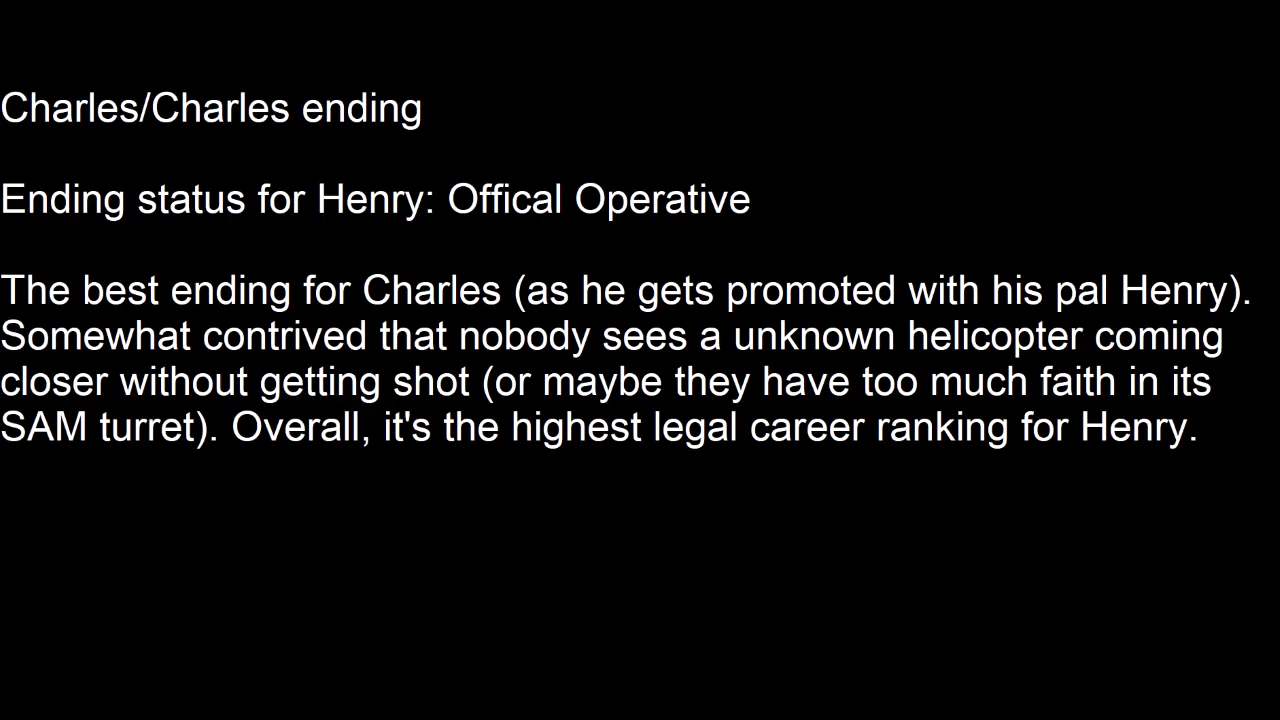 Charles/Charles ending
Ending status for Henry: Offical Operative
The best ending for Charles (as he gets promoted with his pal Henry).
Somewhat contrived that nobody sees a unknown helicopter coming
closer without getting shot (or maybe they have too much faith in its
SAM turret). Overall, it's the highest legal career ranking for Henry.